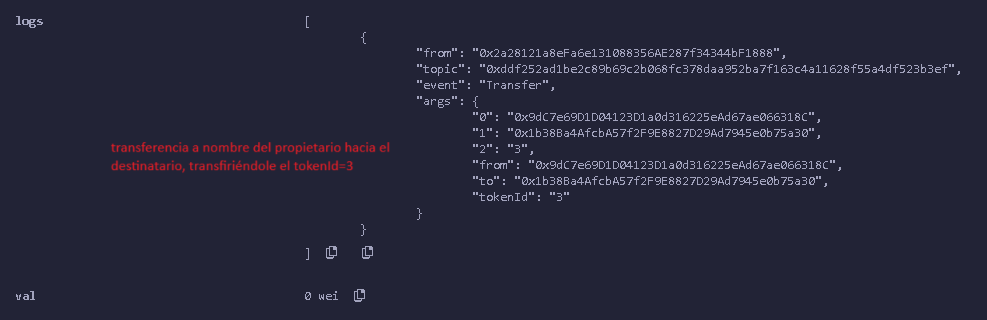 logs [
{
"from": "0x2a28121a8eFa6e131088356AE287f34344bF1888",
"topic": "0xddf252ad1be2c89b69c2b068fc378daa952ba7f163c4a11628f55a4df523b3ef",
"event": "Transfer",
"args": {
"0": "0x9dC7e69D1D04123D1a0d316225eAd67ae066318C",
"1": "0x1b38Ba4AfcbA57f2F9E8827D29Ad7945e0b75a30",
"2": "3",
"from": "0x9dC7e69D1D04123D1a0d316225eAd67ae066318C",
"to": "0x1b38Ba4AfcbA57f2F9E8827D29Ad7945e0b75a30",
"tokenId": "3"
}
}
]
transferencia a nombre del propietario hacia el
destinatario, transfiriéndole el tokenId=3
val 0 wei